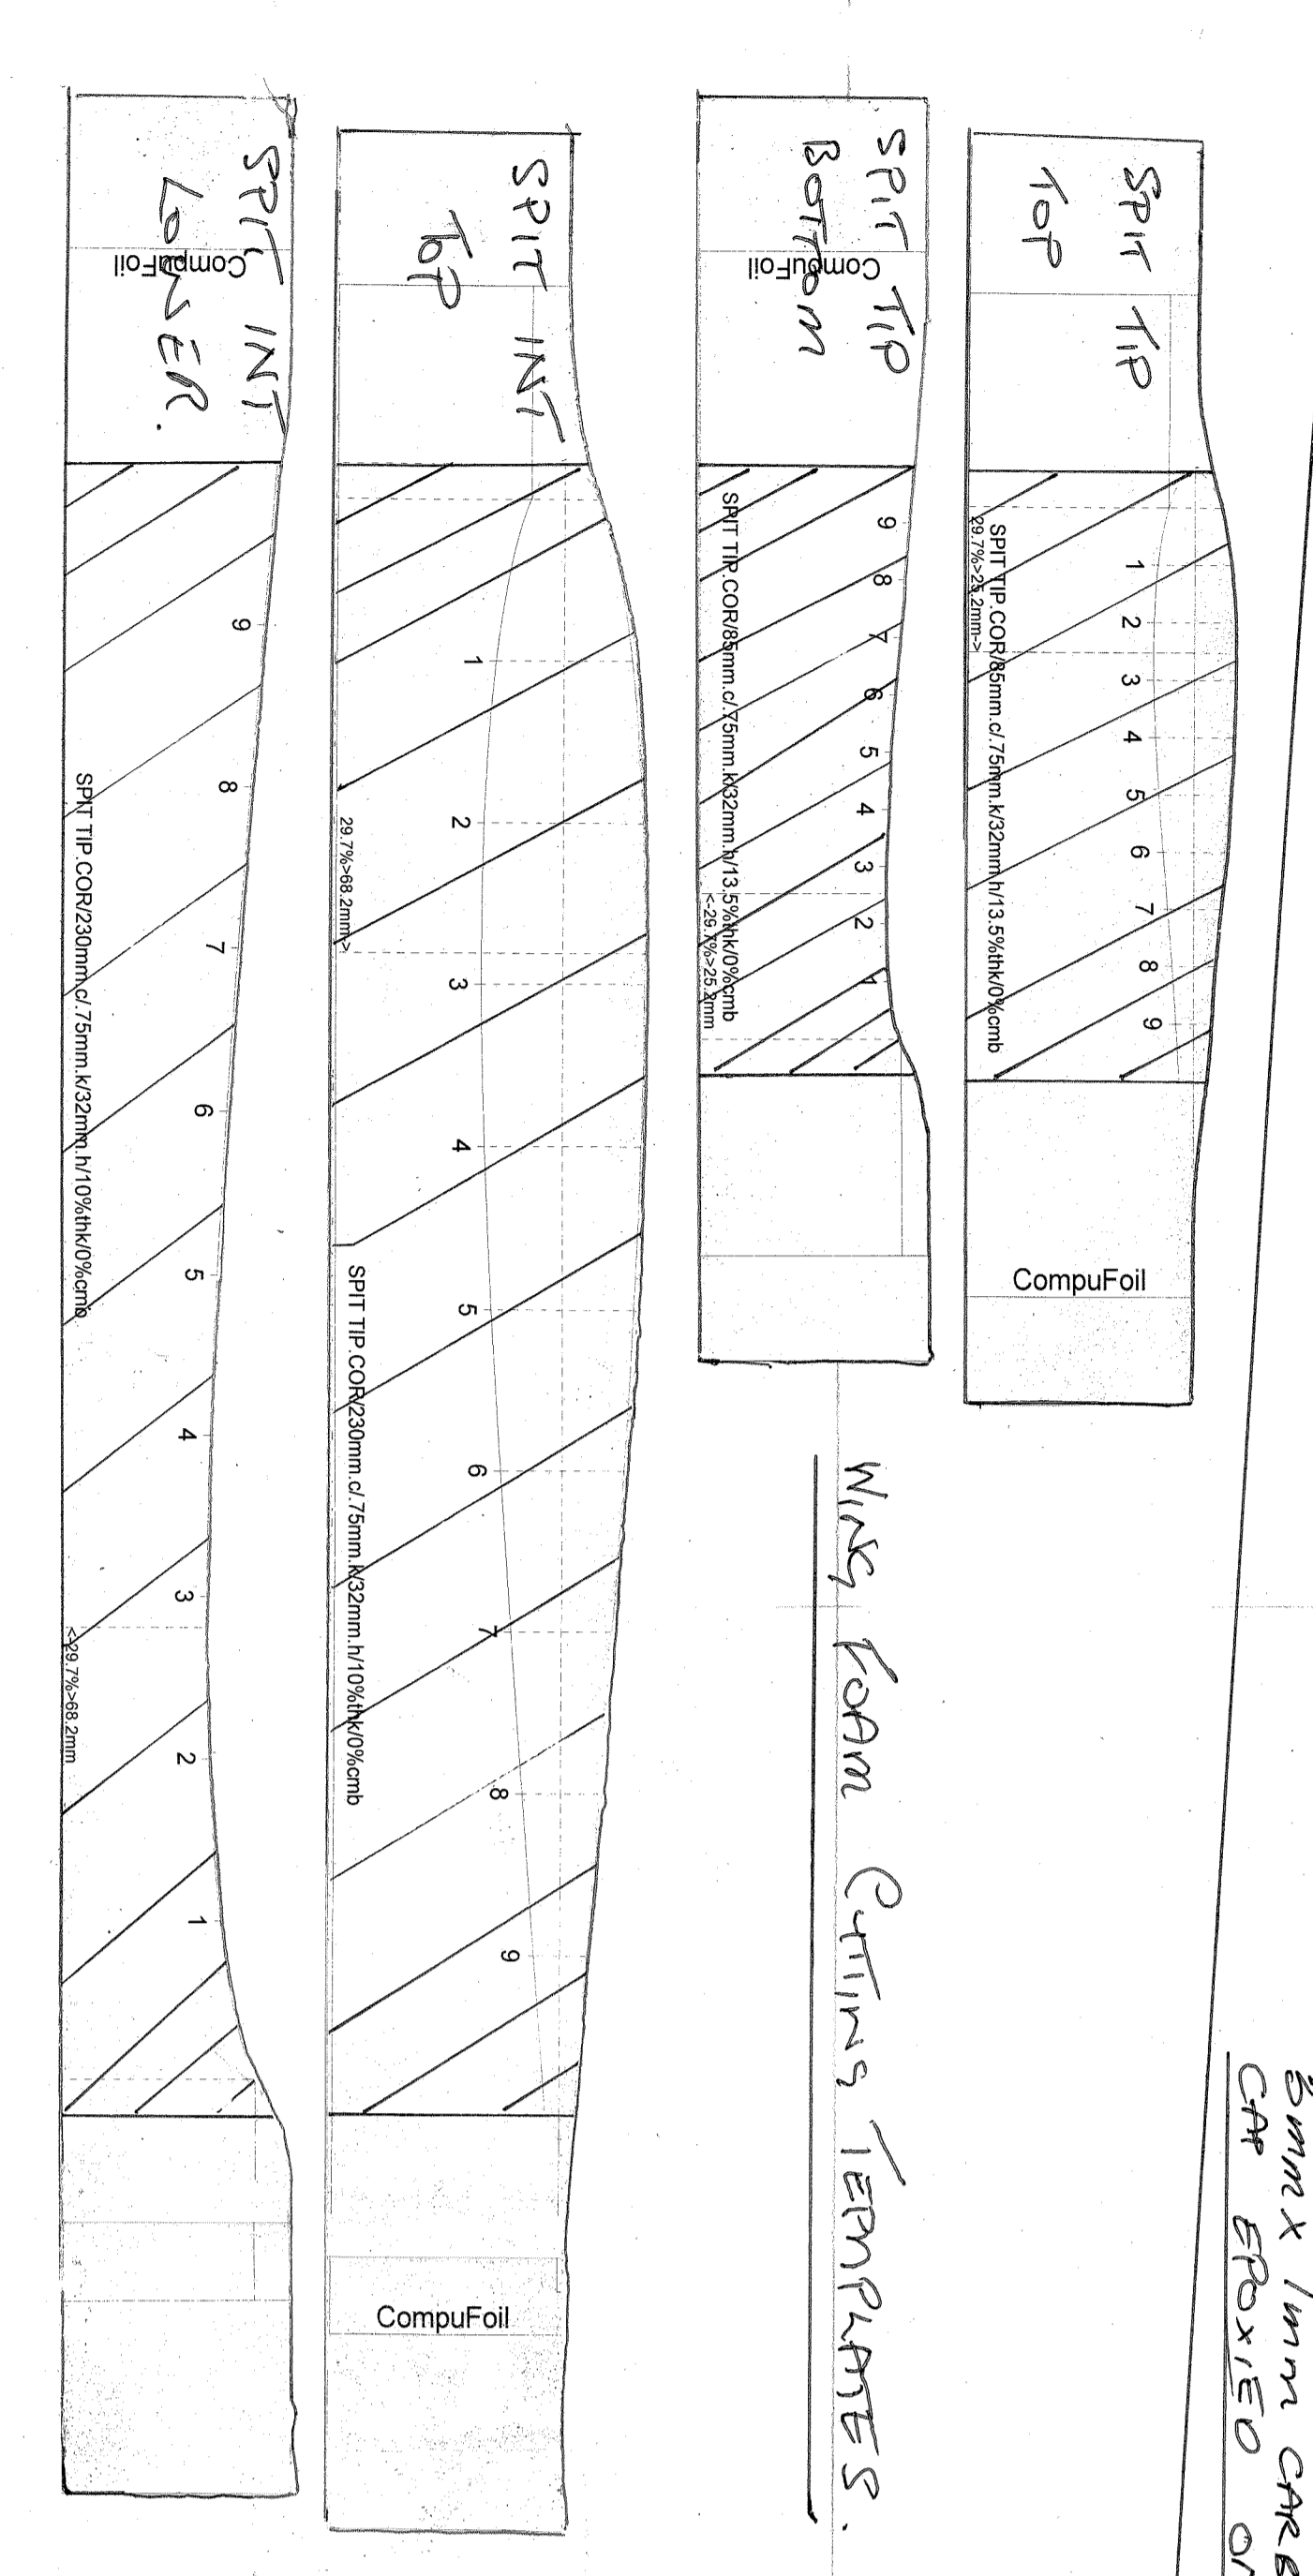 SPIT TIP
TOP
1
2
3
4
5
6
7
8
9
SPIT TIP.COR/85mm.c/.75mm.k/32mm.h/13.5%thk/0%cmb
29.7%>25.2mm->
CompuFoil
SPIT TIP
BOTTOM
CompuFoil
9
8
7
6
5
4
3
2
1
SPIT TIP.COR/85mm.c/.75mm.k/32mm.h/13.5%thk/0%cmb
<-29.7%>25.2mm
WING FOAM CUTTING TEMPLATES.
SPIT INT
TOP
1
2
3
4
5
6
7
8
9
29.7%>68.2mm->
SPIT TIP.COR/230mm.c/.75mm.k/32mm.h/10%thk/0%cmb
CompuFoil
SPIT INT
LOWER.
CompuFoil
9
8
7
6
5
4
3
2
1
SPIT TIP.COR/230mm.c/.75mm.k/32mm.h/10%thk/0%cmb
<-29.7%>68.2mm
1mm
CAP EPOXIED